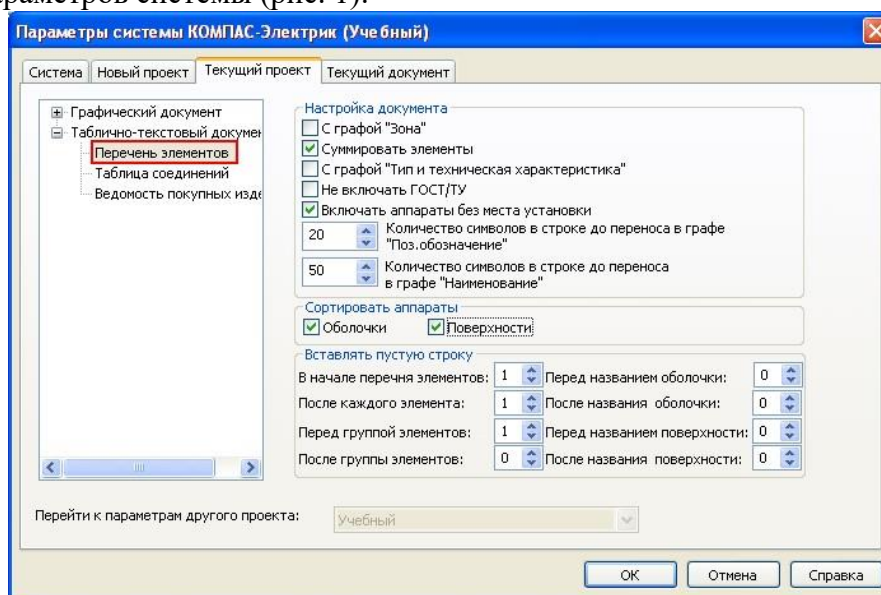 араметров системы (рис. 1).
Параметры системы КОМПАС-Электрик (Учебный)
Система Новый проект Текущий проект Текущий документ
Графический документ
Таблично-текстовый докумен
Перечень элементов
Таблица соединений
Ведомость покупных изде
Настройка документа
С графой "Зона"
Суммировать элементы
С графой "Тип и техническая характеристика"
Не включать ГОСТ/ТУ
Включать аппараты без места установки
20 Количество символов в строке до переноса в графе
"Поз.обозначение"
50 Количество символов в строке до переноса
в графе "Наименование"
Сортировать аппараты
Оболочки Поверхности
Вставлять пустую строку
В начале перечня элементов: 1 Перед названием оболочки: 0
После каждого элемента: 1 После названия оболочки: 0
Перед группой элементов: 1 Перед названием поверхности: 0
После группы элементов: 0 После названия поверхности: 0
Перейти к параметрам другого проекта: Учебный
ОК Отмена Справка